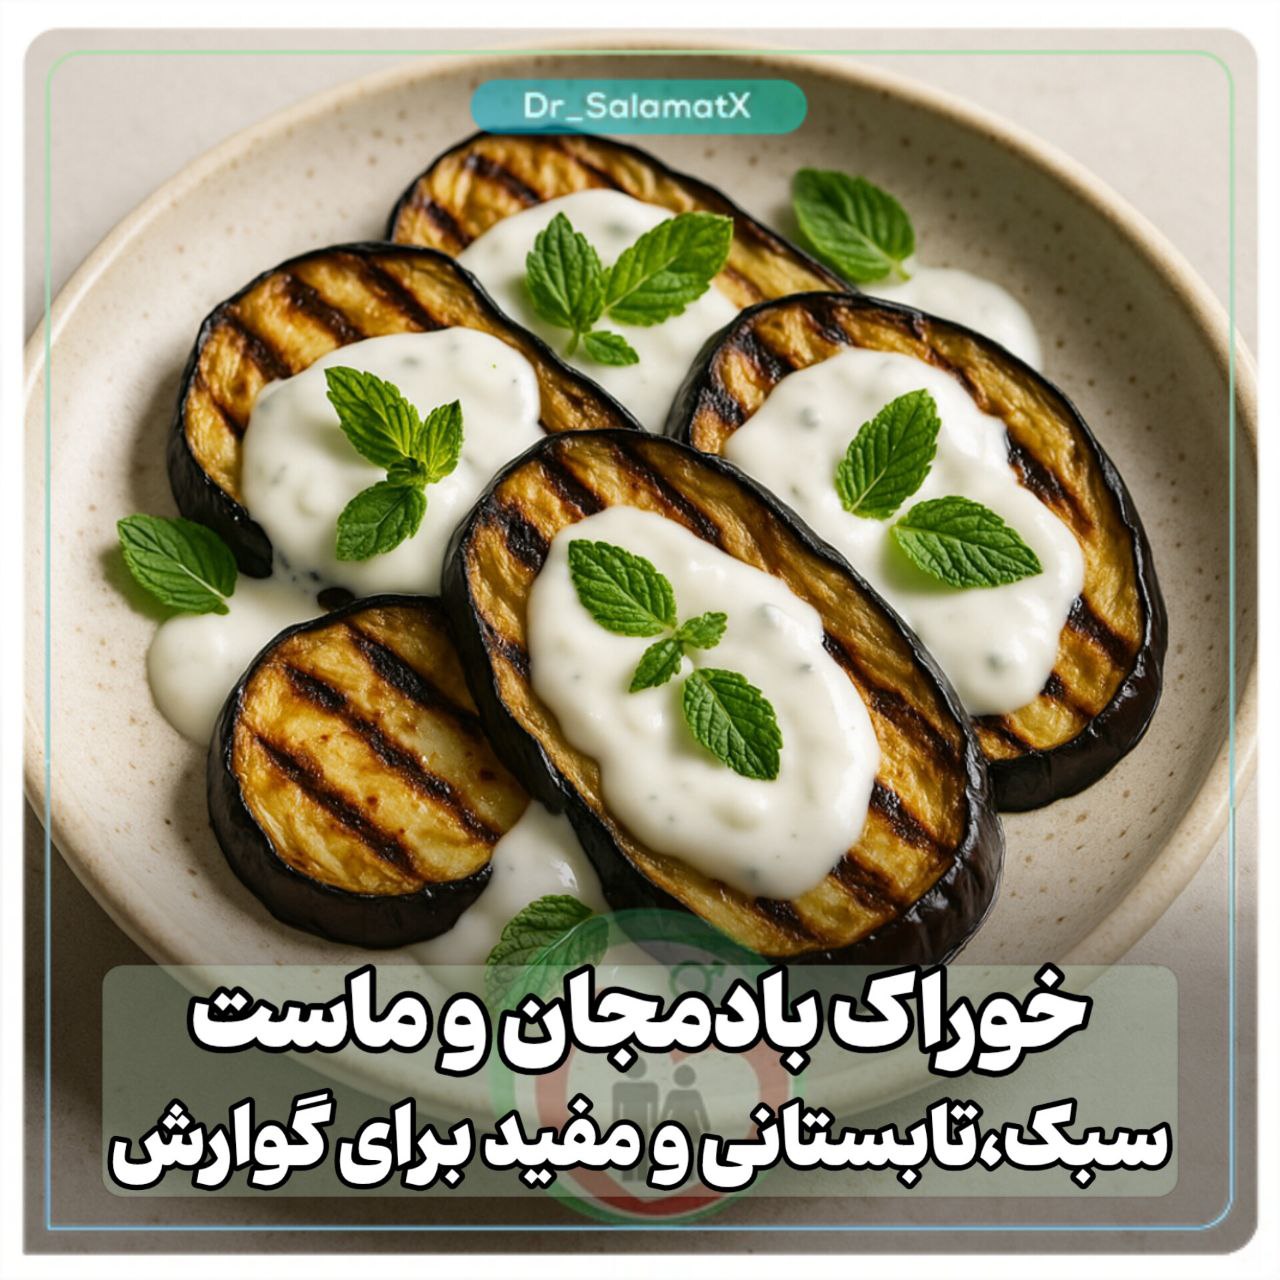 Dr_SalamatX
خوراک بادمجان و ماست
سبک،تابستانی و مفید برای گوارش